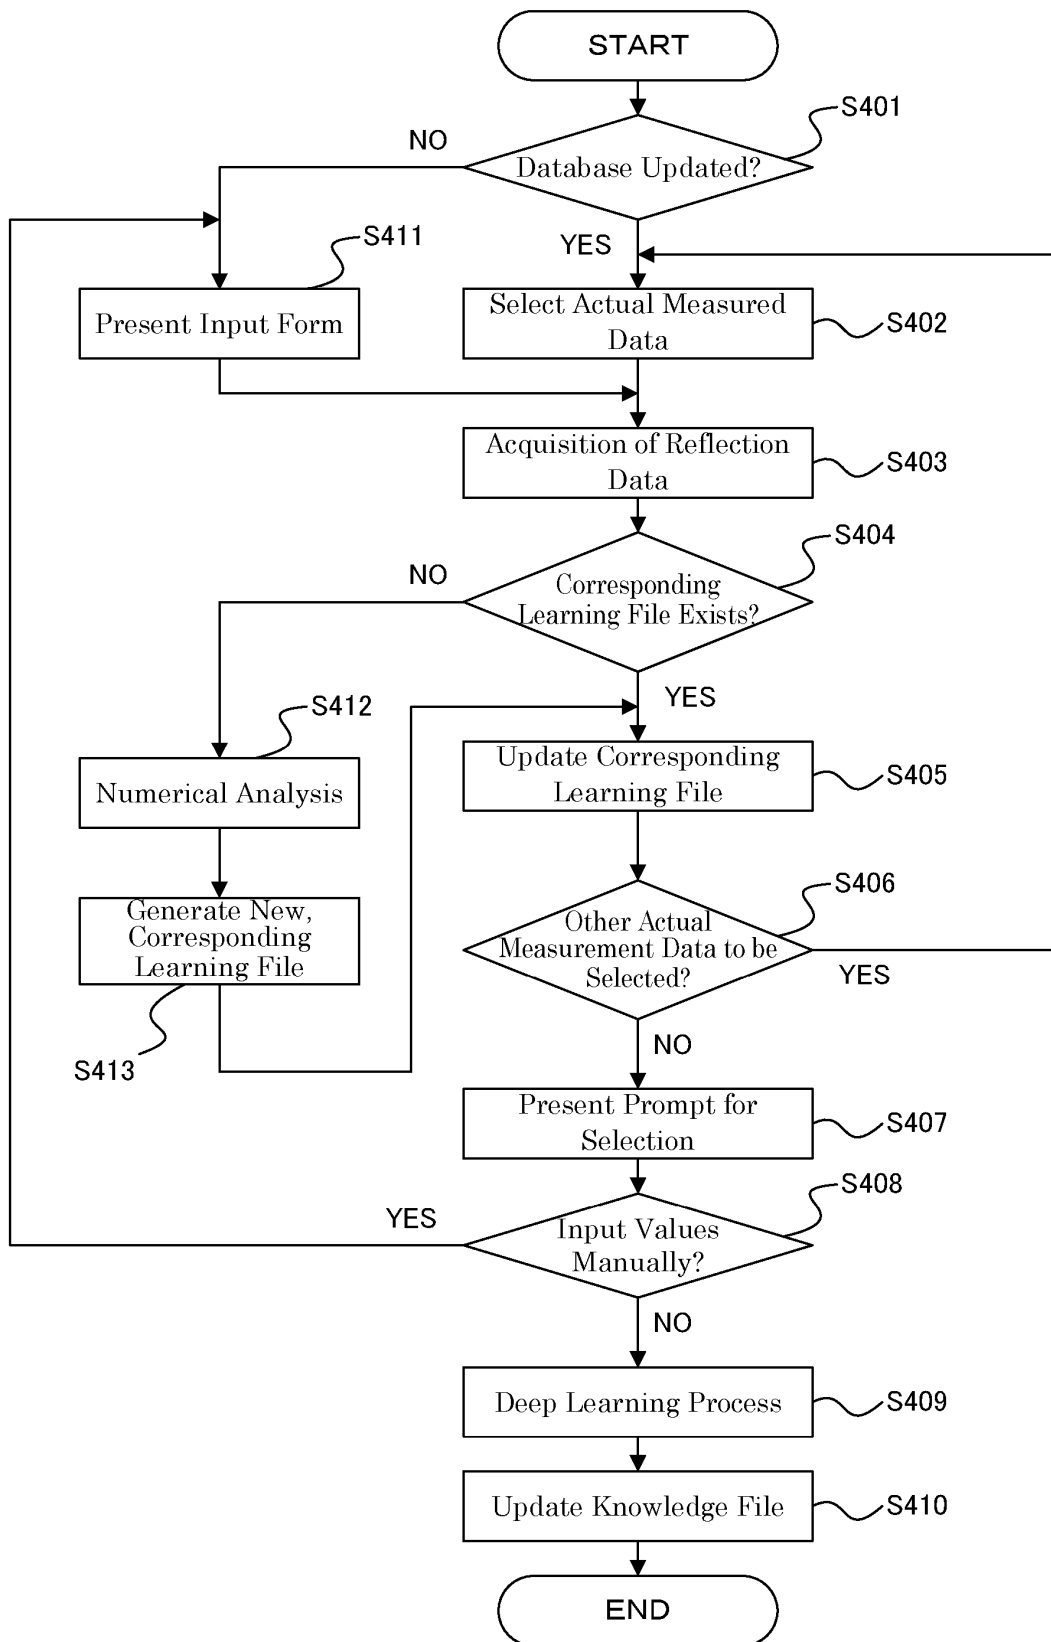 START
S401
NO
Database Updated?
YES
S411
Present Input Form
Select Actual Measured
Data
S402
Acquisition of Reflection
Data
S403
S404
NO
Corresponding
Learning File Exists?
YES
S412
Numerical Analysis
Update Corresponding
Learning File
S405
S406
Generate New,
Corresponding
Learning File
Other Actual
Measurement Data to be
Selected?
YES
S413
NO
Present Prompt for
Selection
S407
S408
YES
Input Values
Manually?
NO
Deep Learning Process
S409
Update Knowledge File
S410
END